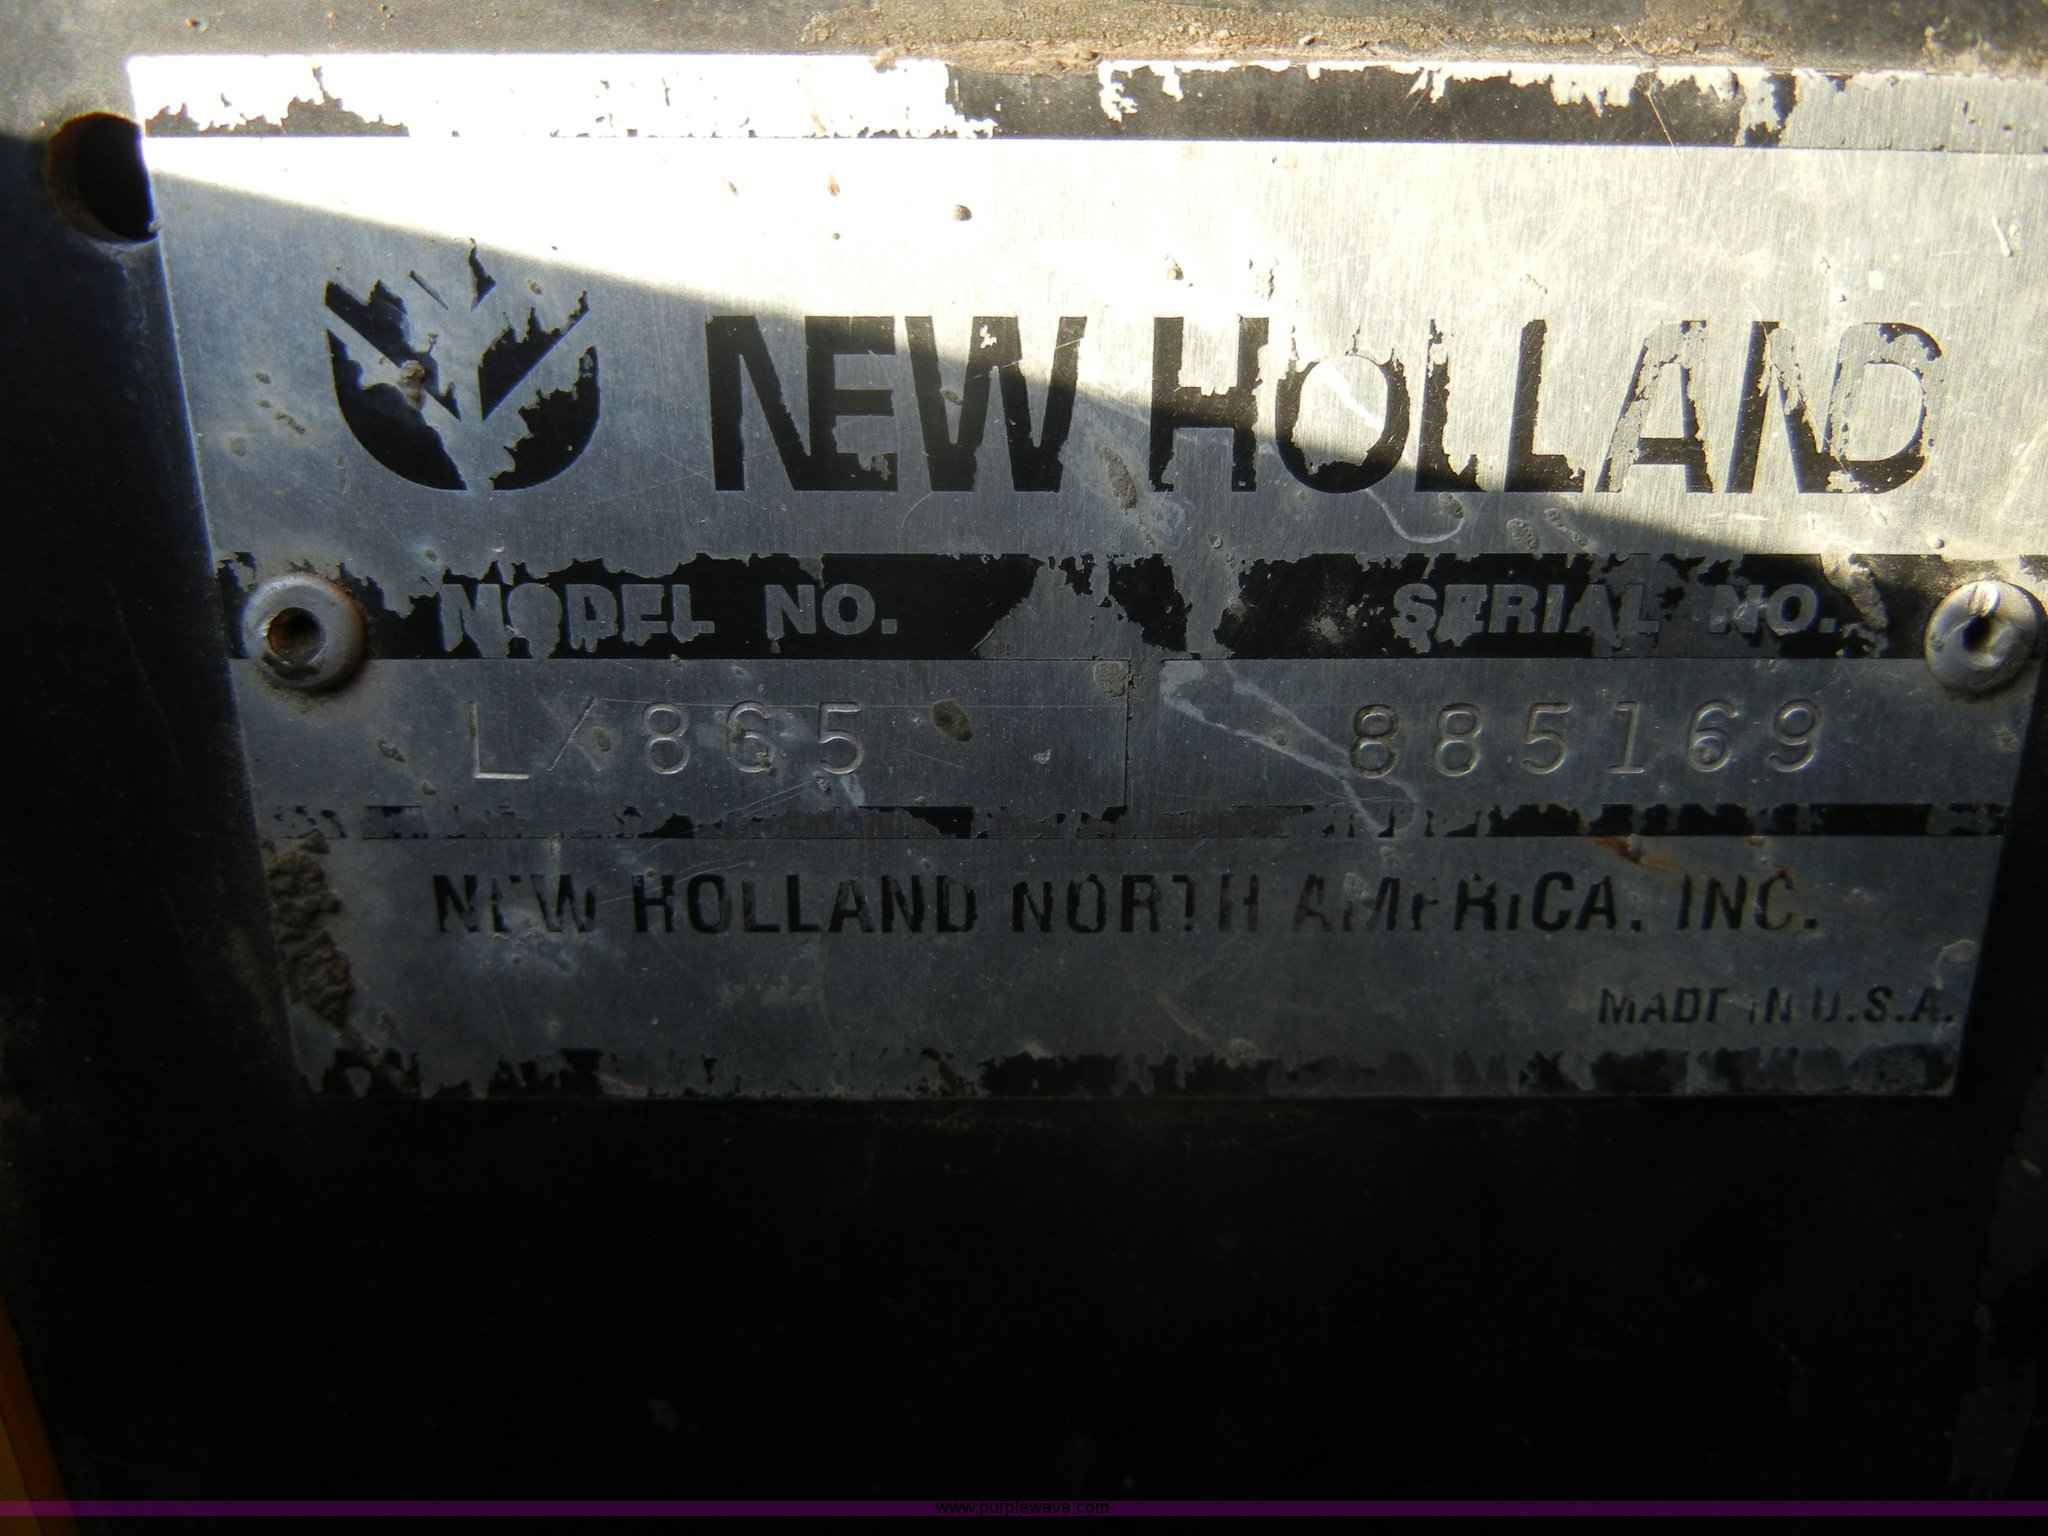 NEW HOLLAND
MODEL NO. SERIAL NO.
LX865 885169
NEW HOLLAND NORTH AMERICA, INC.
MADE IN U.S.A.
www.purplewave.com